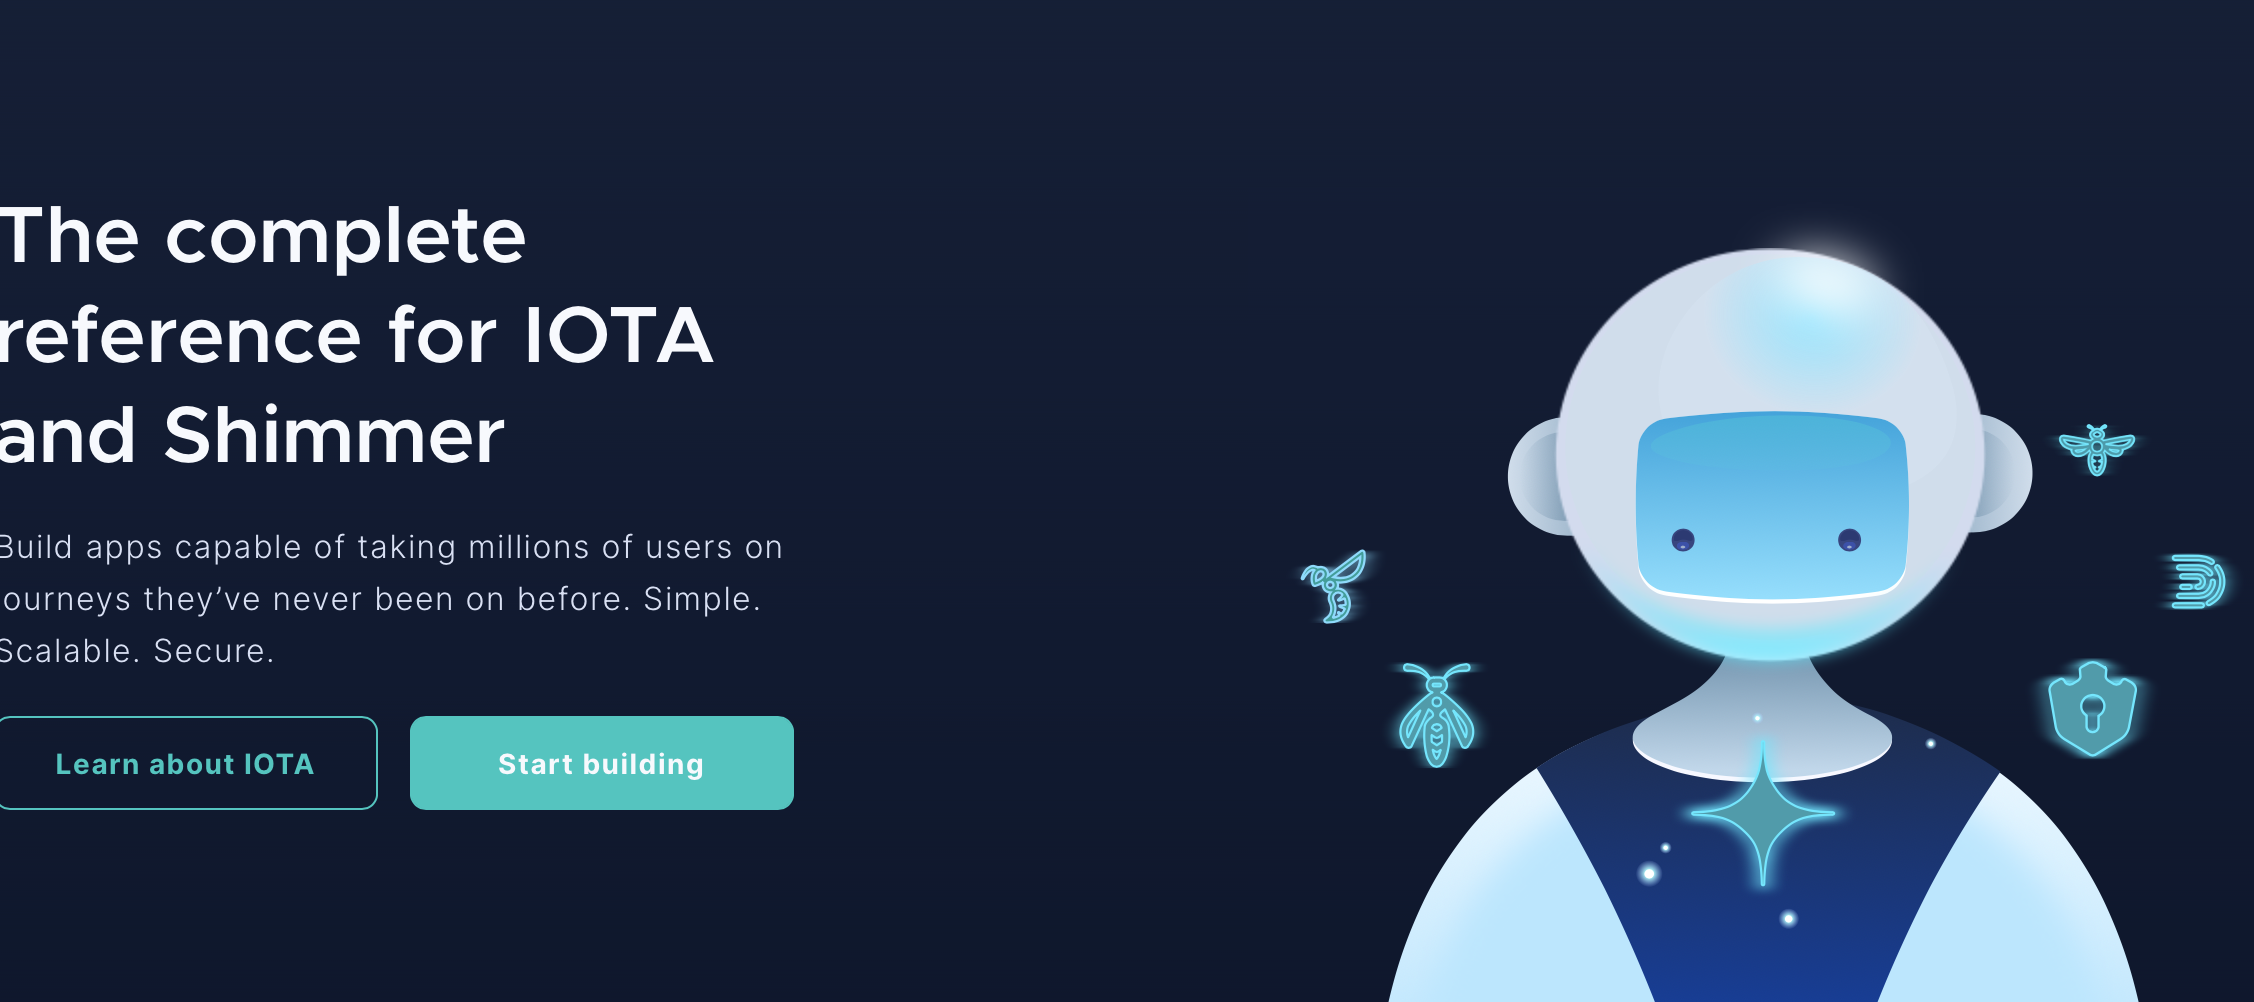 The complete
reference for IOTA
and Shimmer
Build apps capable of taking millions of users on
journeys they’ve never been on before. Simple.
Scalable. Secure.
Learn about IOTA
Start building